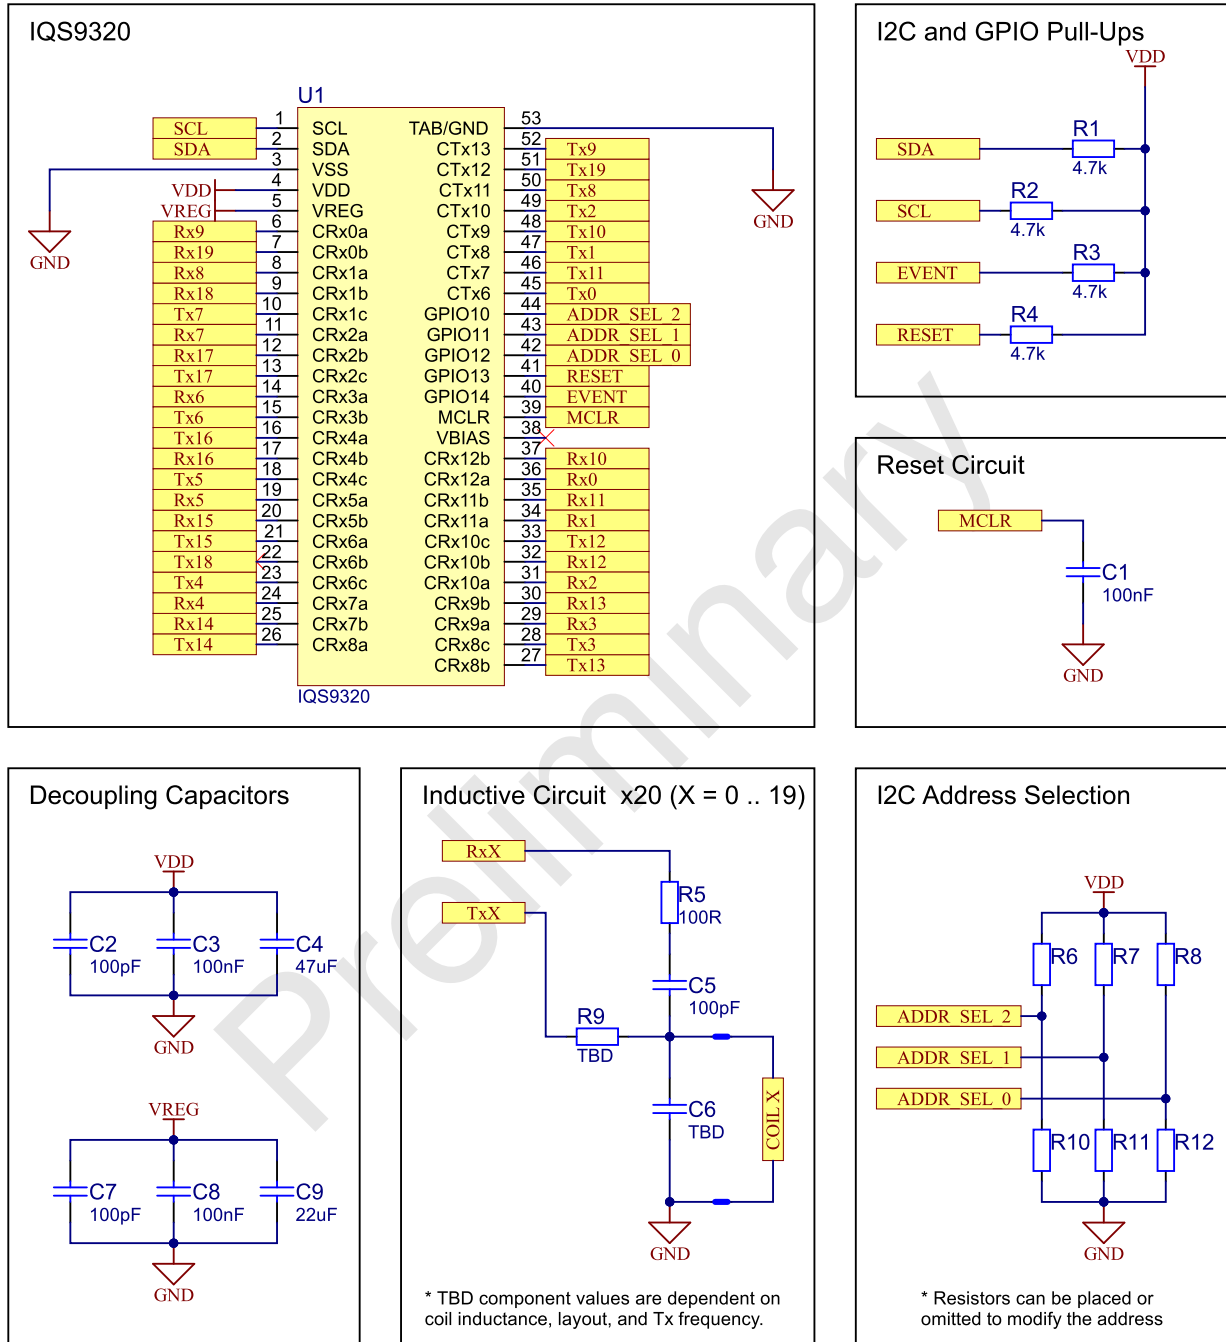 IQS9320
U1
SCL 1 SCL TAB/GND 53
SDA 2 SDA CTx13 52 Tx9
3 VSS CTx12 51 Tx19
VDD 4 VDD CTx11 50 Tx8
VREG 5 VREG CTx10 49 Tx2
Rx9 6 CRx0a CTx9 48 Tx10
Rx19 7 CRx0b CTx8 47 Tx1
Rx8 8 CRx1a CTx7 46 Tx11
Rx18 9 CRx1b CTx6 45 Tx0
Tx7 10 CRx1c GPIO10 44 ADDR_SEL_2
Rx7 11 CRx2a GPIO11 43 ADDR_SEL_1
Rx17 12 CRx2b GPIO12 42 ADDR_SEL_0
Tx17 13 CRx2c GPIO13 41 RESET
Rx6 14 CRx3a GPIO14 40 EVENT
Tx6 15 CRx3b MCLR 39 MCLR
Tx16 16 CRx4a VBIAS 38
Rx16 17 CRx4b CRx12b 37 Rx10
Tx5 18 CRx4c CRx12a 36 Rx0
Rx5 19 CRx5a CRx11b 35 Rx11
Rx15 20 CRx5b CRx11a 34 Rx1
Tx15 21 CRx6a CRx10c 33 Tx12
Tx18 22 CRx6b CRx10b 32 Rx12
Tx4 23 CRx6c CRx10a 31 Rx2
Rx4 24 CRx7a CRx9b 30 Rx13
Rx14 25 CRx7b CRx9a 29 Rx3
Tx14 26 CRx8a CRx8c 28 Tx3
CRx8b 27 Tx13
IQS9320
GND
GND
I2C and GPIO Pull-Ups
VDD
SDA R1 4.7k
SCL R2 4.7k
EVENT R3 4.7k
RESET R4 4.7k
Reset Circuit
MCLR
C1
100nF
GND
Decoupling Capacitors
VDD
C2 C3 C4
100pF 100nF 47uF
GND
VREG
C7 C8 C9
100pF 100nF 22uF
GND
Inductive Circuit x20 (X = 0 .. 19)
RxX
R5
100R
TxX
C5
100pF
R9
TBD
C6
TBD
COIL X
GND
* TBD component values are dependent on
coil inductance, layout, and Tx frequency.
I2C Address Selection
VDD
R6 R7 R8
ADDR_SEL_2
ADDR_SEL_1
ADDR_SEL_0
R10 R11 R12
GND
* Resistors can be placed or
omitted to modify the address
Preliminary